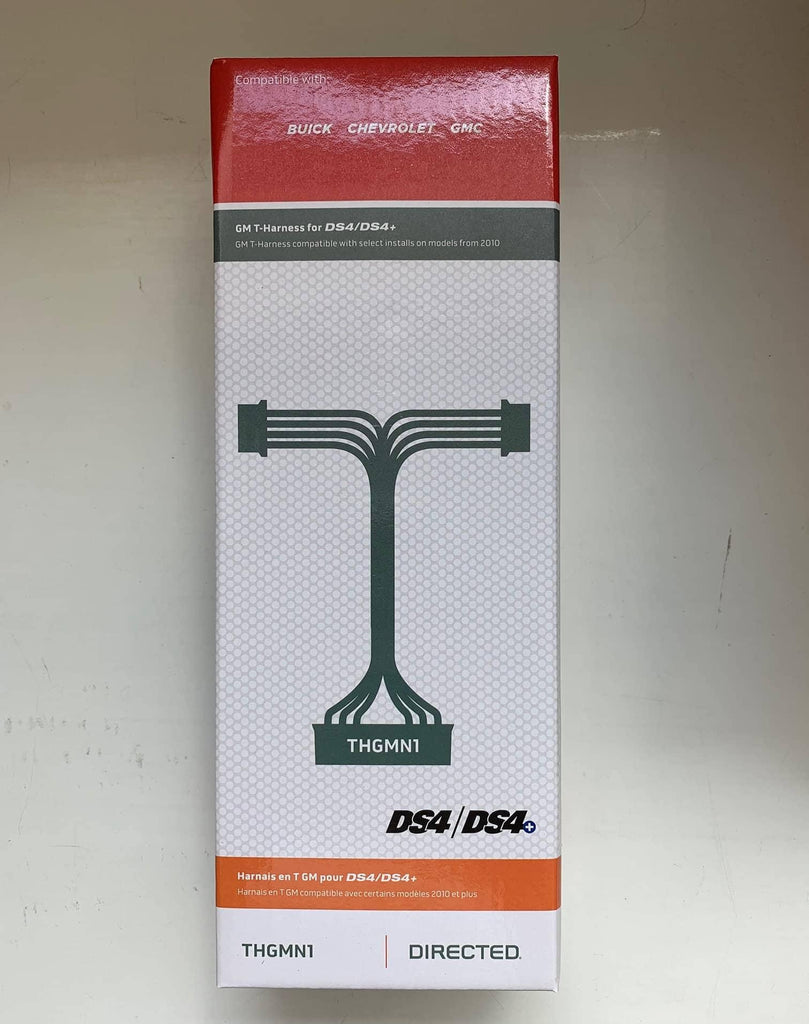 Compatible with:
BUICK CHEVROLET GMC
GM T-Harness for DS4/DS4+
GM T-Harness compatible with select installs on models from 2010
THGMN1
DS4/DS4+
Harnais en T GM pour DS4/DS4+
Harnais en T GM compatible avec certains modèles 2010 et plus
THGMN1 | DIRECTED.